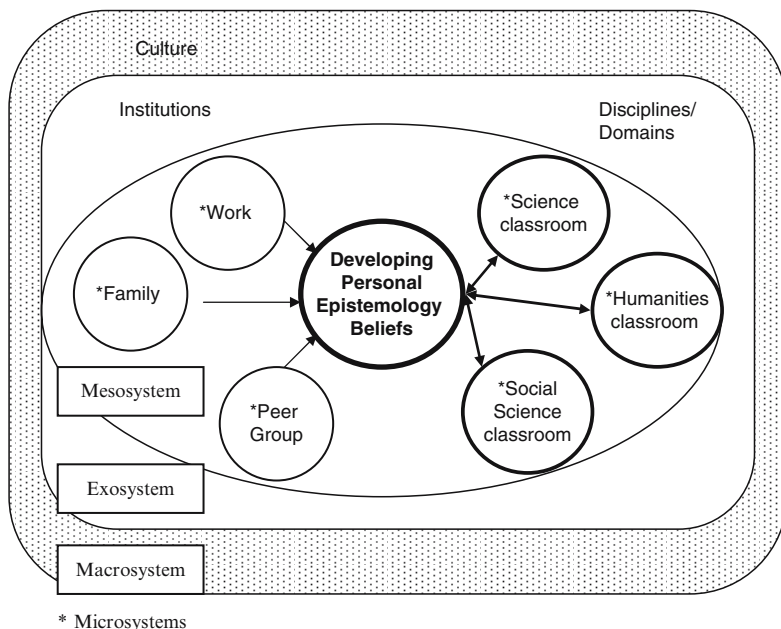 Culture
Institutions
Disciplines/
Domains
*Work
*Science
classroom
*Family
Developing
Personal
Epistemology
Beliefs
*Humanities
classroom
Mesosystem
*Peer
Group
*Social
Science
classroom
Exosystem
Macrosystem
* Microsystems